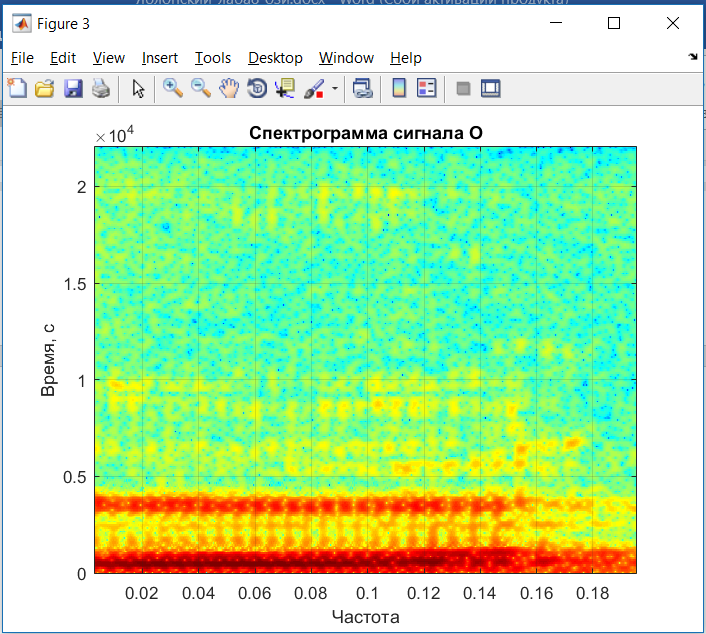 Figure 3
File Edit View Insert Tools Desktop Window Help
×10⁴
Спектрограмма сигнала О
2
1.5
1
0.5
0
Время, с
0.02 0.04 0.06 0.08 0.1 0.12 0.14 0.16 0.18
Частота